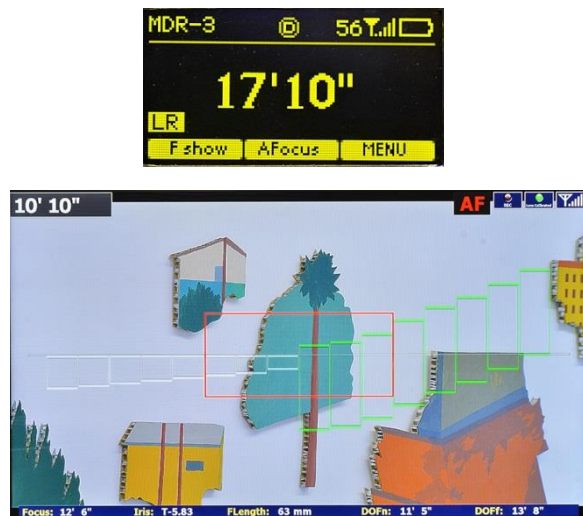 MDR-3 56
17'10"
LR
F show AFocus MENU
10' 10" AF
Focus: 12' 6" Iris: T-5.83 FLength: 63 mm DOFn: 11' 5" DOFf: 13' 8"